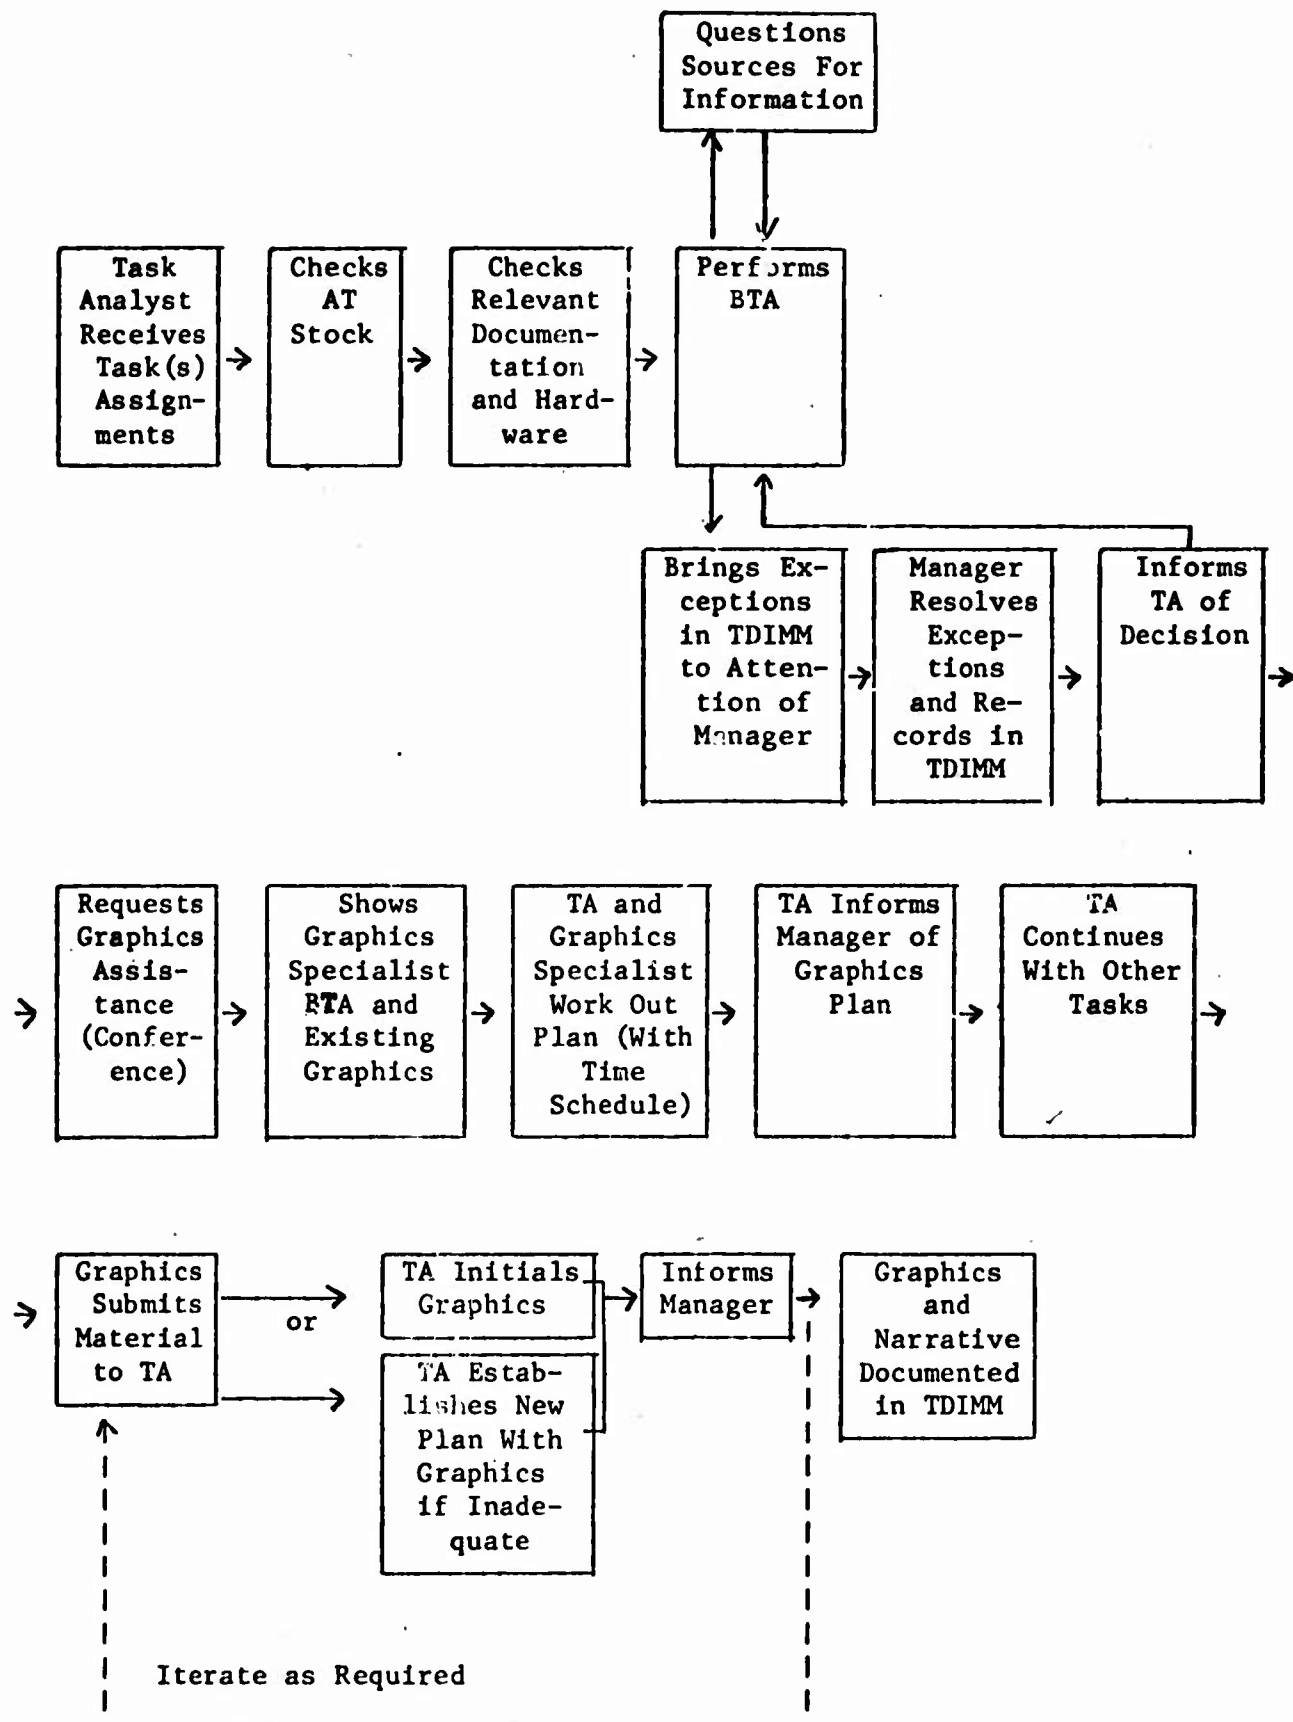 Questions
Sources For
Information
Task
Analyst
Receives
Task(s)
Assign-
ments
Checks
AT
Stock
Checks
Relevant
Documen-
tation
and Hard-
ware
Performs
BTA
Brings Ex-
ceptions
in TDIMM
to Atten-
tion of
Manager
Manager
Resolves
Excep-
tions
and Re-
cords in
TDIMM
Informs
TA of
Decision
Requests
Graphics
Assis-
tance
(Confer-
ence)
Shows
Graphics
Specialist
BTA and
Existing
Graphics
TA and
Graphics
Specialist
Work Out
Plan (With
Time
Schedule)
TA Informs
Manager of
Graphics
Plan
TA
Continues
With Other
Tasks
Graphics
Submits
Material
to TA
or
TA Initials
Graphics
TA Estab-
lishes New
Plan With
Graphics
if Inade-
quate
Informs
Manager
Graphics
and
Narrative
Documented
in TDIMM
Iterate as Required